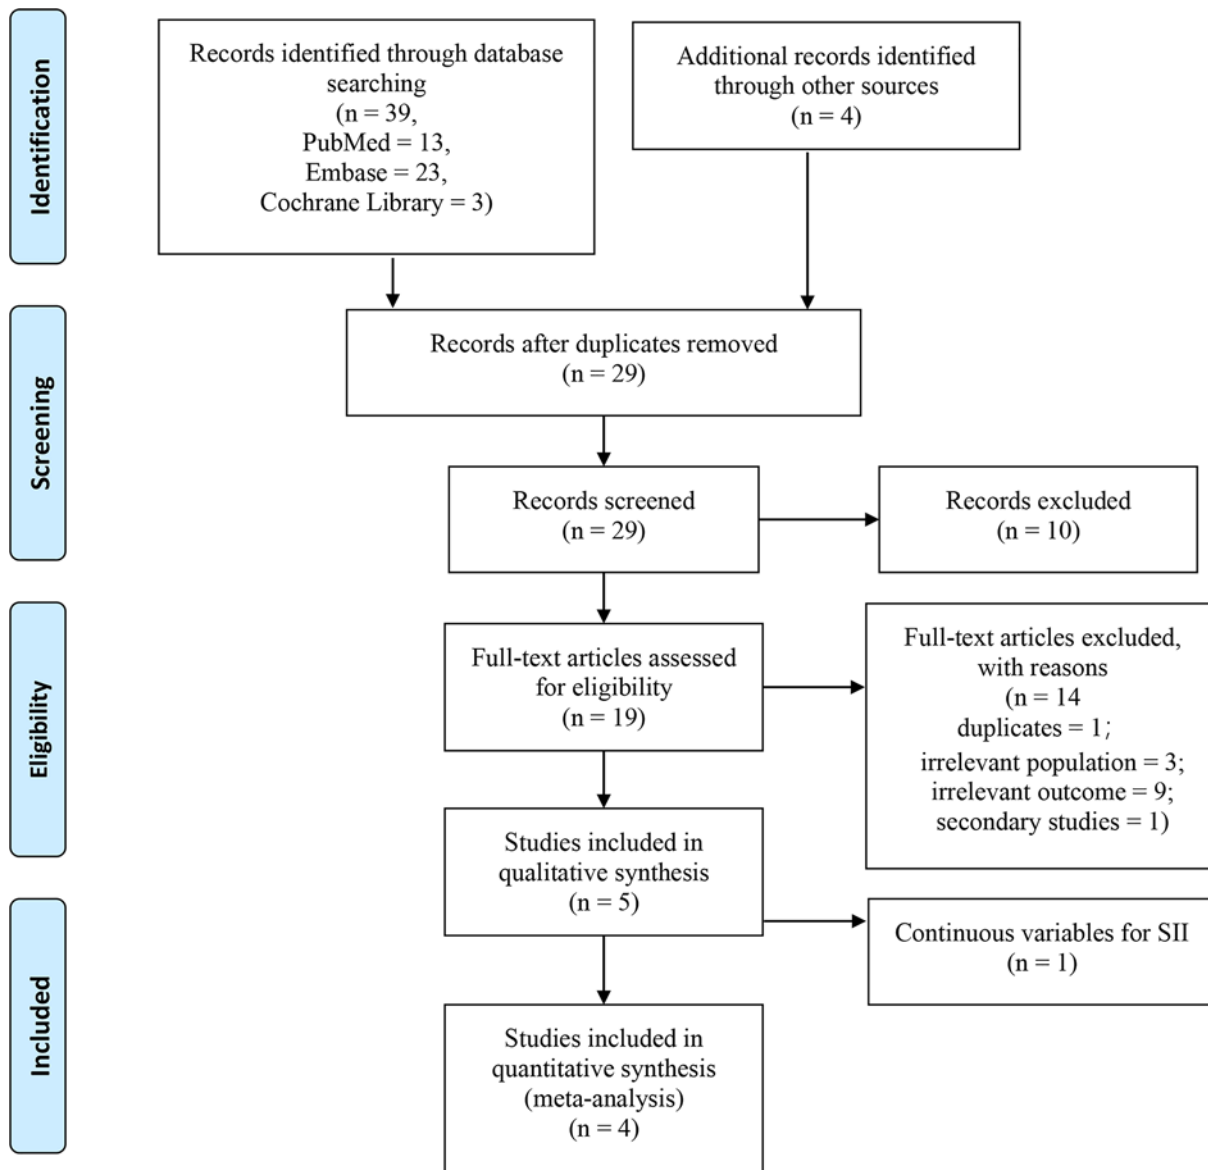 Identification
Records identified through database
searching
(n = 39,
PubMed = 13,
Embase = 23,
Cochrane Library = 3)
Additional records identified
through other sources
(n = 4)
Screening
Records after duplicates removed
(n = 29)
Records screened
(n = 29)
Records excluded
(n = 10)
Eligibility
Full-text articles assessed
for eligibility
(n = 19)
Full-text articles excluded,
with reasons
(n = 14
duplicates = 1;
irrelevant population = 3;
irrelevant outcome = 9;
secondary studies = 1)
Studies included in
qualitative synthesis
(n = 5)
Included
Continuous variables for SII
(n = 1)
Studies included in
quantitative synthesis
(meta-analysis)
(n = 4)